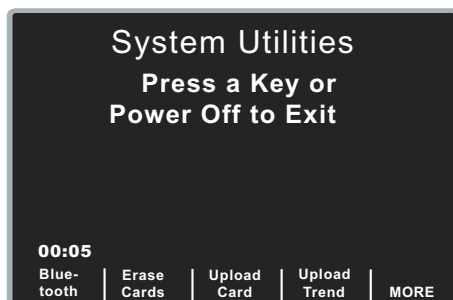 System Utilities
Press a Key or
Power Off to Exit
00:05
Blue-
tooth
Erase
Cards
Upload
Card
Upload
Trend
MORE